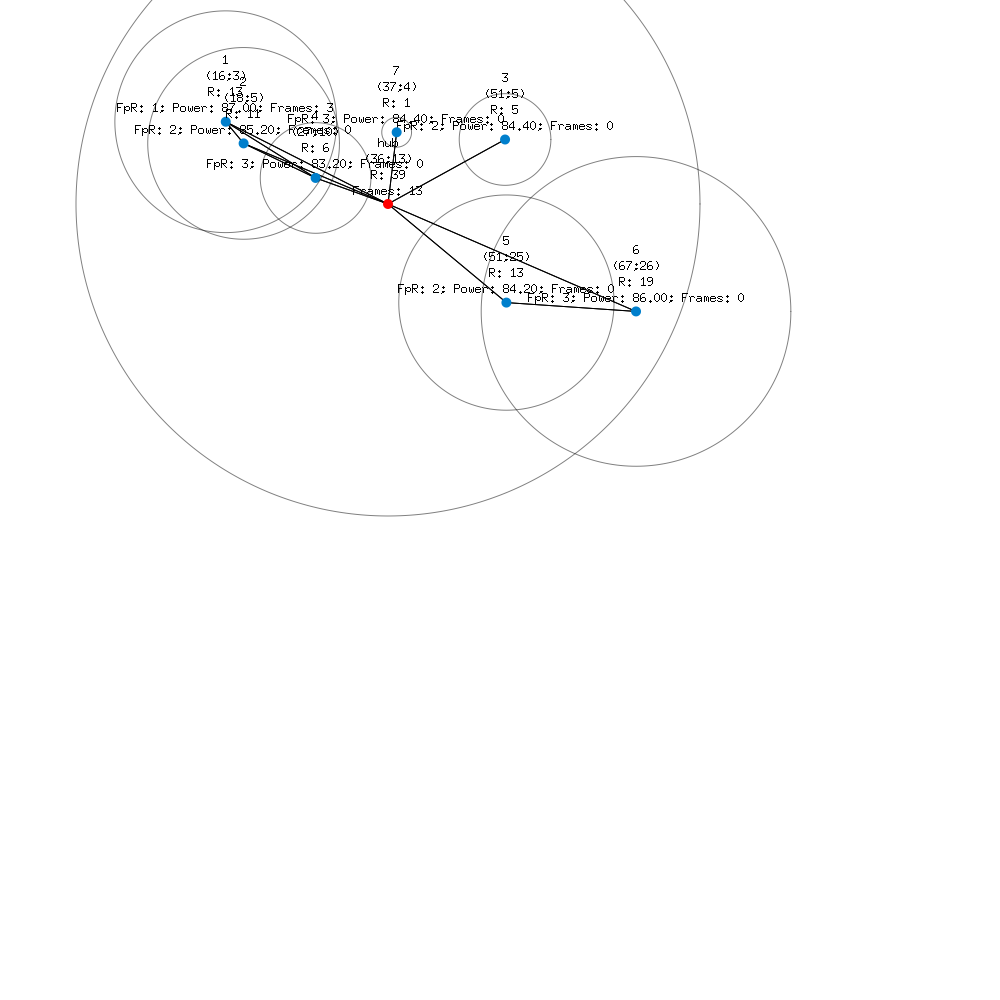 1
(16;3)
R: 13
FpR: 1; Power: 87.00; Frames: 3
2
(18;5)
R: 11
FpR: 2; Power: 85.20; Frames: 0
4
R: 6
FpR: 3; Power: 83.20; Frames: 0
7
(37;4)
R: 1
FpR: 3; Power: 84.40; Frames: 0
3
(51;5)
R: 5
FpR: 2; Power: 84.40; Frames: 0
hub
(36;13)
R: 39
Frames: 13
5
(51;25)
R: 13
FpR: 2; Power: 84.20; Frames: 0
6
(67;26)
R: 19
FpR: 3; Power: 86.00; Frames: 0